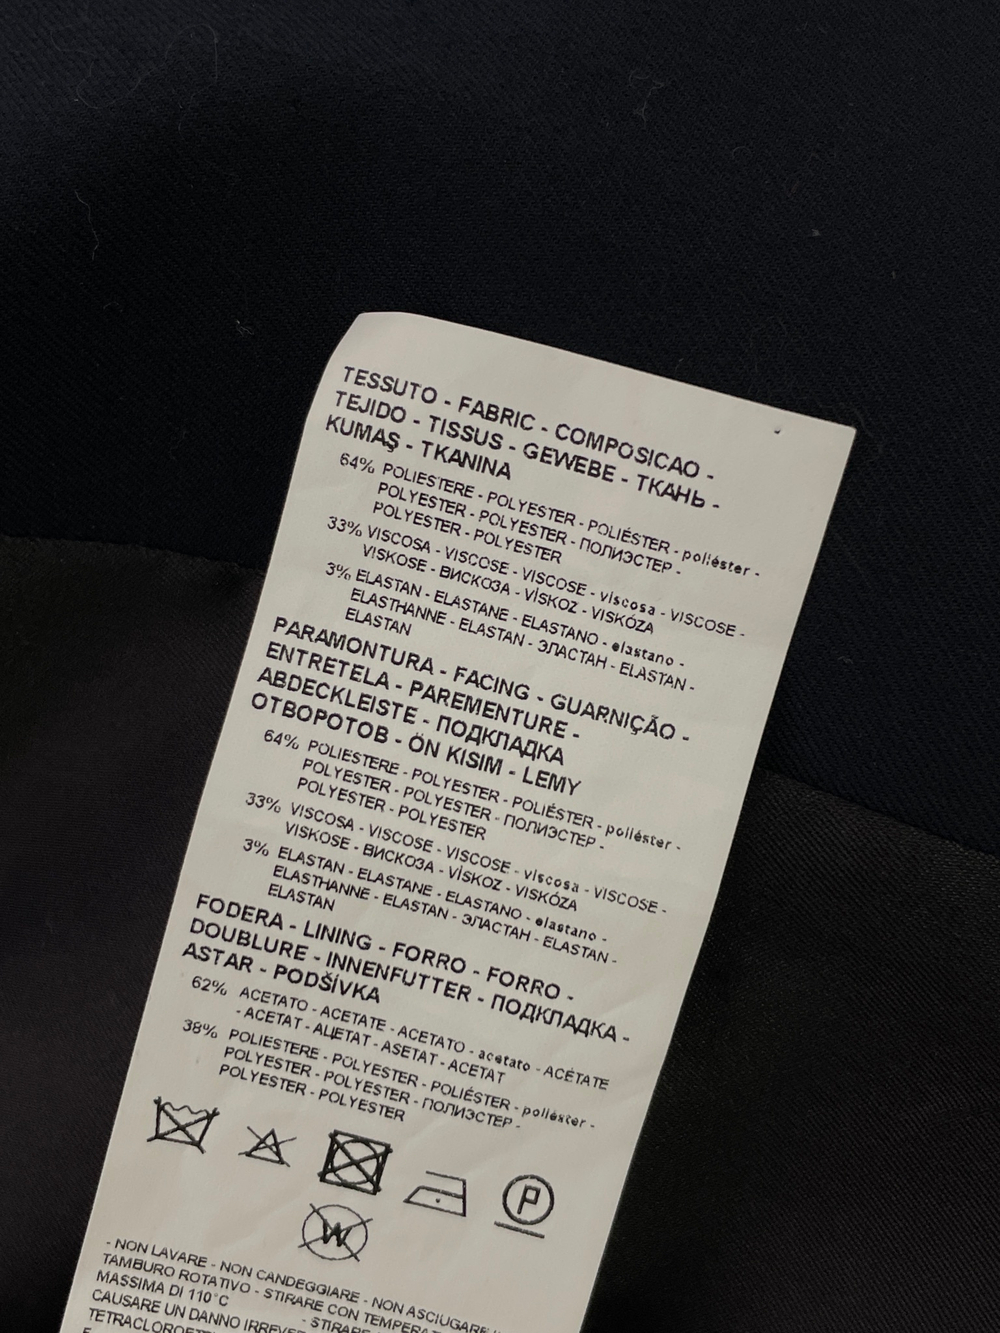 TESSUTO - FABRIC - COMPOSICAO -
TEJIDO - TISSUS - GEWEBE - ТКАНЬ -
KUMAŞ - TKANINA
64% POLIESTERE - POLYESTER - POLIÉSTER - poliéster -
POLYESTER - POLYESTER - ПОЛИЭСТЕР -
POLYESTER - POLYESTER
33% VISCOSA - VISCOSE - VISCOSE - viscosa - VISCOSE -
VISKOSE - ВИСКОЗА - VİSKOZ - VISKÓZA
3% ELASTAN - ELASTANE - ELASTANO - elastano -
ELASTHANNE - ELASTAN - ЭЛАСТАН - ELASTAN -
ELASTAN
PARAMONTURA - FACING - GUARNIÇÃO -
ENTRETELA - PAREMENTURE -
ABDECKLEISTE - ПОДКЛАДКА
ОТВОРОТОВ - ÖN KISIM - LEMY
64% POLIESTERE - POLYESTER - POLIÉSTER - poliéster -
POLYESTER - POLYESTER - ПОЛИЭСТЕР -
POLYESTER - POLYESTER
33% VISCOSA - VISCOSE - VISCOSE - viscosa - VISCOSE -
VISKOSE - ВИСКОЗА - VİSKOZ - VISKÓZA
3% ELASTAN - ELASTANE - ELASTANO - elastano -
ELASTHANNE - ELASTAN - ЭЛАСТАН - ELASTAN -
ELASTAN
FODERA - LINING - FORRO - FORRO -
DOUBLURE - INNENFUTTER - ПОДКЛАДКА -
ASTAR - PODŠÍVKA
62% ACETATO - ACETATE - ACETATO - acetato - ACÉTATE
- ACETAT - АЦЕТАТ - ASETAT - ACETAT
38% POLIESTERE - POLYESTER - POLIÉSTER - poliéster -
POLYESTER - POLYESTER - ПОЛИЭСТЕР -
POLYESTER - POLYESTER
P
W
- NON LAVARE - NON CANDEGGIARE - NON ASCIUGARE
TAMBURO ROTATIVO - STIRARE CON
MASSIMA DI 110°C - STIRARE
CAUSARE UN DANNO